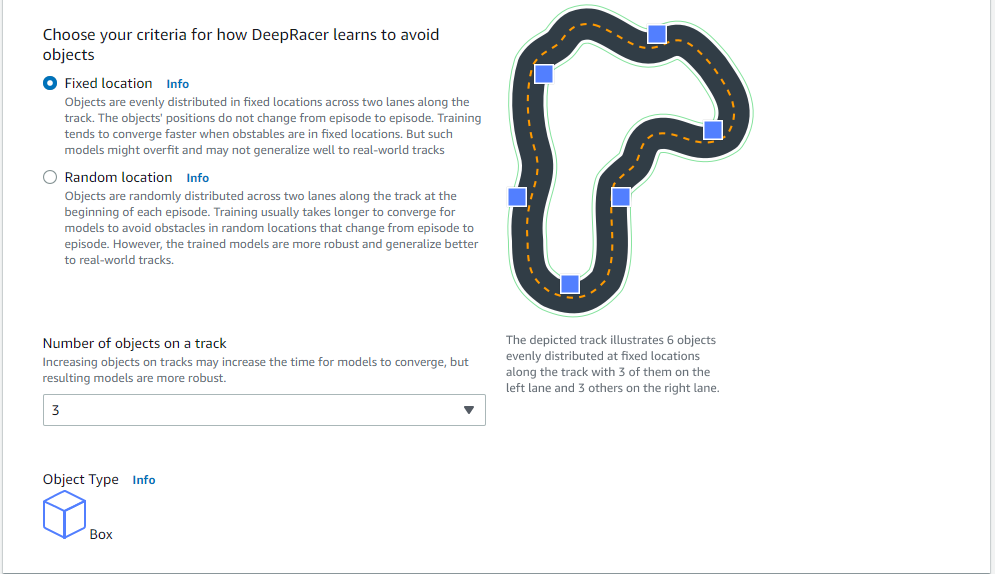 Choose your criteria for how DeepRacer learns to avoid
objects
Fixed location Info
Objects are evenly distributed in fixed locations across two lanes along the
track. The objects' positions do not change from episode to episode. Training
tends to converge faster when obstables are in fixed locations. But such
models might overfit and may not generalize well to real-world tracks
Random location Info
Objects are randomly distributed across two lanes along the track at the
beginning of each episode. Training usually takes longer to converge for
models to avoid obstacles in random locations that change from episode to
episode. However, the trained models are more robust and generalize better
to real-world tracks.
Number of objects on a track
Increasing objects on tracks may increase the time for models to converge, but
resulting models are more robust.
3
The depicted track illustrates 6 objects
evenly distributed at fixed locations
along the track with 3 of them on the
left lane and 3 others on the right lane.
Object Type Info
Box